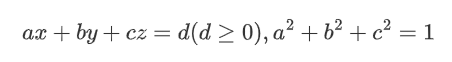 ax + by + cz = d(d ≥ 0), a² + b² + c² = 1